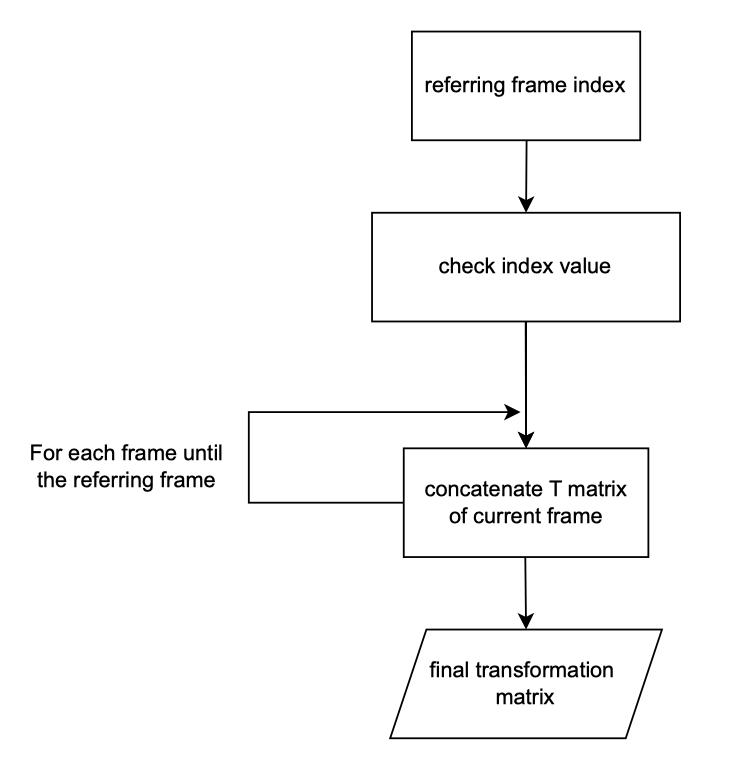 referring frame index
check index value
For each frame until
the referring frame
concatenate T matrix
of current frame
final transformation
matrix